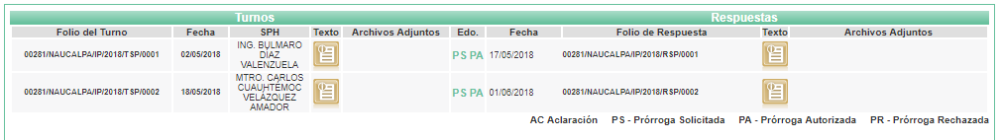 Turnos Respuestas
Folio del Turno Fecha SPH Texto Archivos Adjuntos Edo. Fecha Folio de Respuesta Texto Archivos Adjuntos
00281/NAUCALPA/IP/2018/TSP/0001 02/05/2018 ING. BULMARO DIAZ VALENZUELA PS PA 17/05/2018 00281/NAUCALPA/IP/2018/RSP/0001
00281/NAUCALPA/IP/2018/TSP/0002 18/05/2018 MTRO. CARLOS CUAUHTEMOC VELAZQUEZ AMADOR PS PA 01/06/2018 00281/NAUCALPA/IP/2018/RSP/0002
AC Aclaración PS - Prórroga Solicitada PA - Prórroga Autorizada PR - Prórroga Rechazada